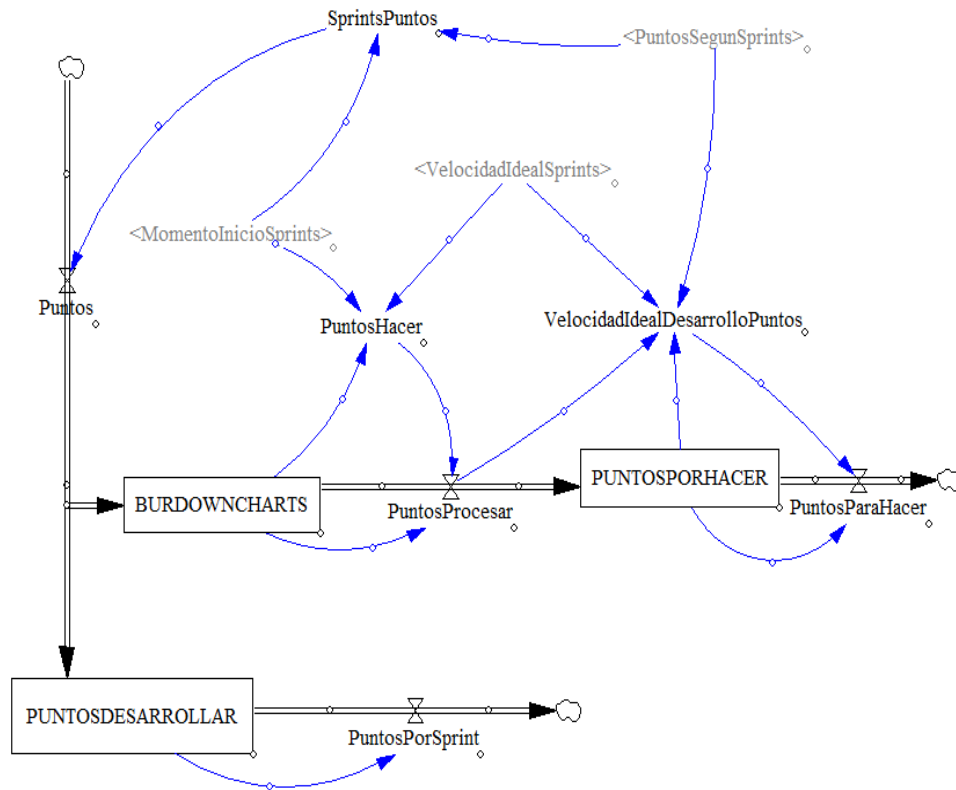 SprintsPuntos
<PuntosSegunSprints>
<VelocidadIdealSprints>
<MomentoInicioSprints>
Puntos
PuntosHacer
VelocidadIdealDesarrolloPuntos
BURDOWNCHARTS
PuntosProcesar
PUNTOSPORHACER
PuntosParaHacer
PUNTOSDESARROLLAR
PuntosPorSprint